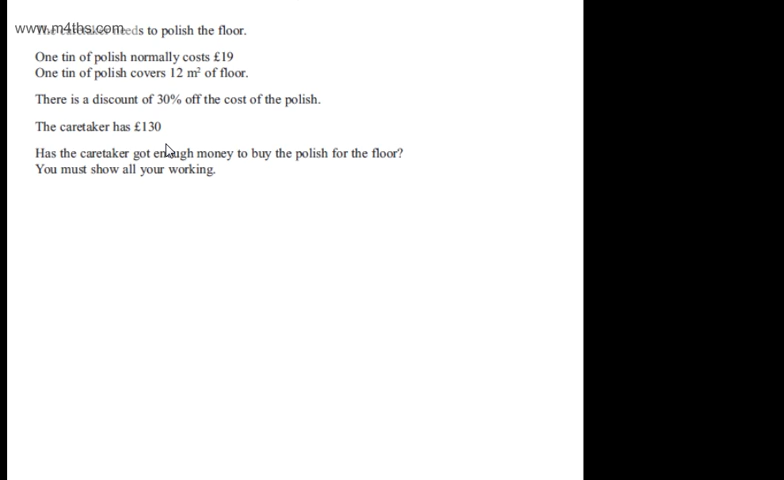 www.m4ths.com
needs to polish the floor.
One tin of polish normally costs £19
One tin of polish covers 12 m² of floor.
There is a discount of 30% off the cost of the polish.
The caretaker has £130
Has the caretaker got enough money to buy the polish for the floor?
You must show all your working.